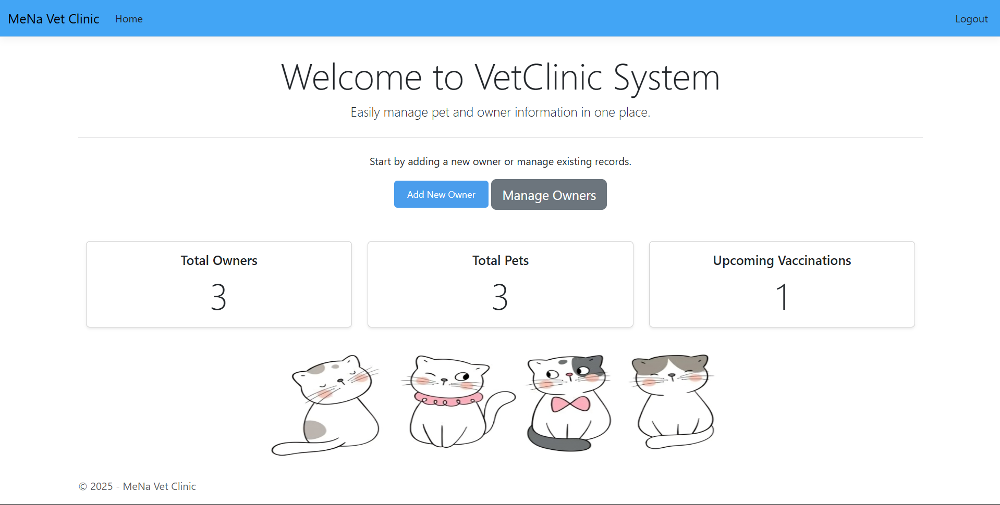 MeNa Vet Clinic Home Logout
Welcome to VetClinic System
Easily manage pet and owner information in one place.
Start by adding a new owner or manage existing records.
Add New Owner Manage Owners
Total Owners Total Pets Upcoming Vaccinations
3 3 1
© 2025 - MeNa Vet Clinic